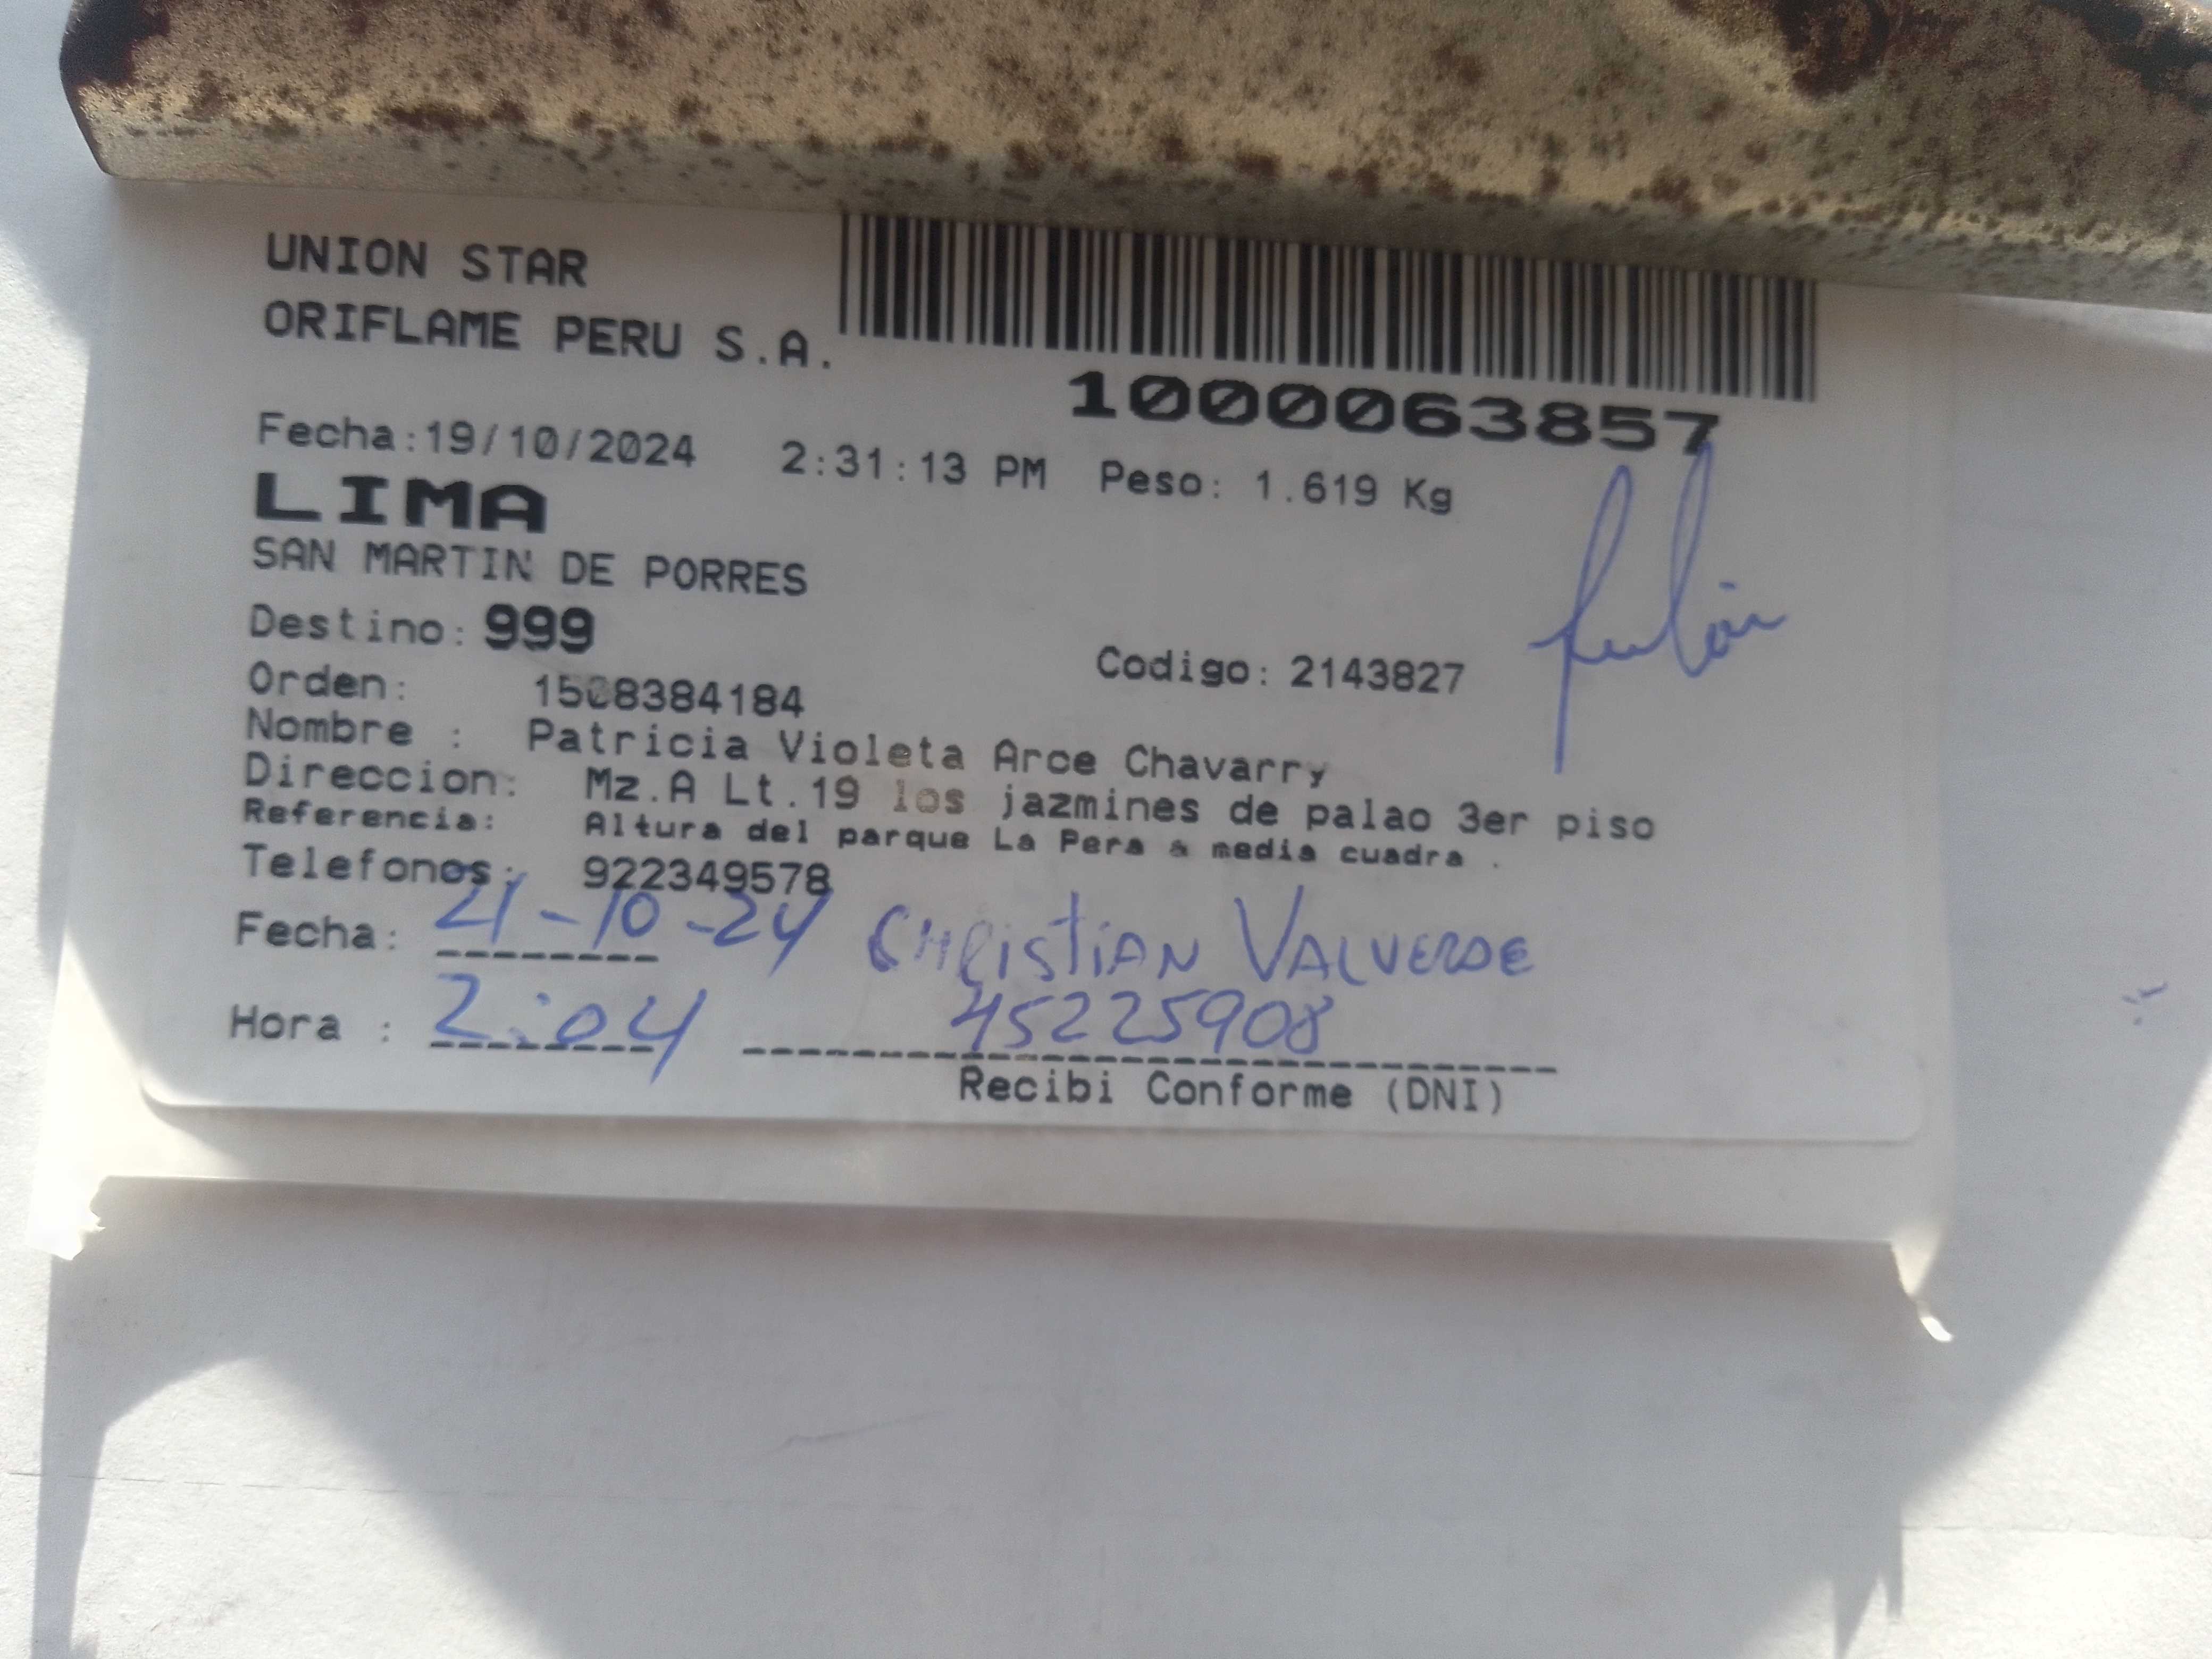 UNION STAR
ORIFLAME PERU S.A.
1000063857
Fecha:19/10/2024 2:31:13 PM Peso: 1.619 Kg
LIMA
SAN MARTIN DE PORRES
Destino: 999
Codigo: 2143827
Orden: 1508384184
Nombre : Patricia Violeta Arce Chavarry
Direccion: Mz.A Lt.19 los jazmines de palao 3er piso
Referencia: Altura del parque La Pera a media cuadra .
Telefonos: 922349578
Fecha: 21-10-24 CHRISTIAN VALVERDE
Hora : 2:04 45225908
Recibi Conforme (DNI)